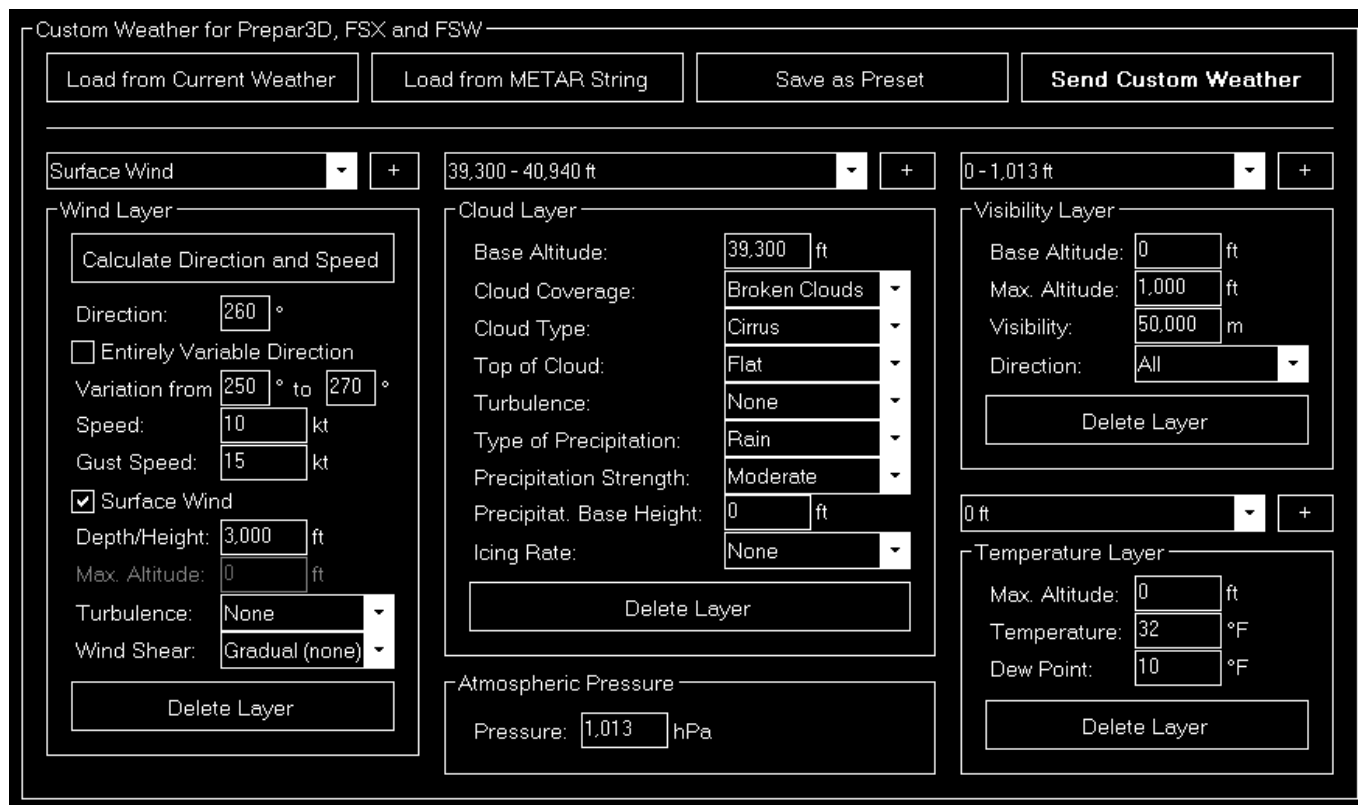 Custom Weather for Prepar3D, FSX and FSW
Load from Current Weather
Load from METAR String
Save as Preset
Send Custom Weather
Surface Wind
+
Wind Layer
Calculate Direction and Speed
Direction: 260 °
Entirely Variable Direction
Variation from 250 ° to 270 °
Speed: 10 kt
Gust Speed: 15 kt
Surface Wind
Depth/Height: 3,000 ft
Max. Altitude: 0 ft
Turbulence: None
Wind Shear: Gradual (none)
Delete Layer
39,300 - 40,940 ft
+
Cloud Layer
Base Altitude: 39,300 ft
Cloud Coverage: Broken Clouds
Cloud Type: Cirrus
Top of Cloud: Flat
Turbulence: None
Type of Precipitation: Rain
Precipitation Strength: Moderate
Precipitat. Base Height: 0 ft
Icing Rate: None
Delete Layer
Atmospheric Pressure
Pressure: 1,013 hPa
0 - 1,013 ft
+
Visibility Layer
Base Altitude: 0 ft
Max. Altitude: 1,000 ft
Visibility: 50,000 m
Direction: All
Delete Layer
0 ft
+
Temperature Layer
Max. Altitude: 0 ft
Temperature: 32 °F
Dew Point: 10 °F
Delete Layer